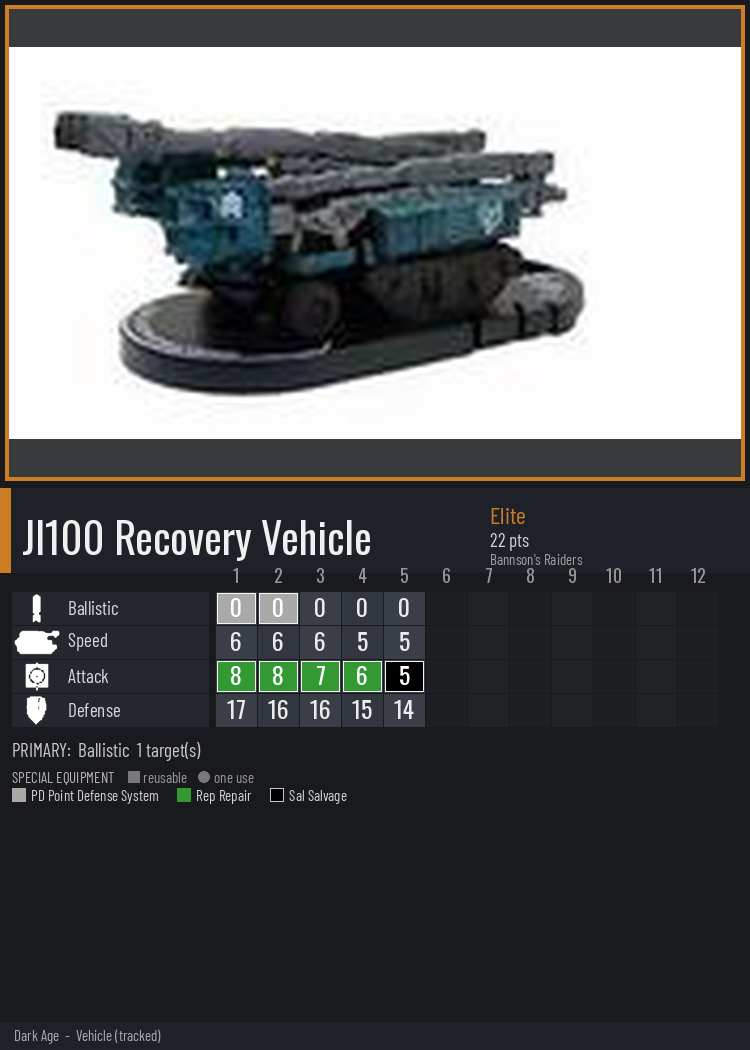 JI100 Recovery Vehicle
Elite
22 pts
Bannson's Raiders
1 2 3 4 5 6 7 8 9 10 11 12
Ballistic 0 0 0 0 0
Speed 6 6 6 5 5
Attack 8 8 7 6 5
Defense 17 16 16 15 14
PRIMARY: Ballistic 1 target(s)
SPECIAL EQUIPMENT reusable one use
PD Point Defense System Rep Repair Sal Salvage
Dark Age - Vehicle (tracked)